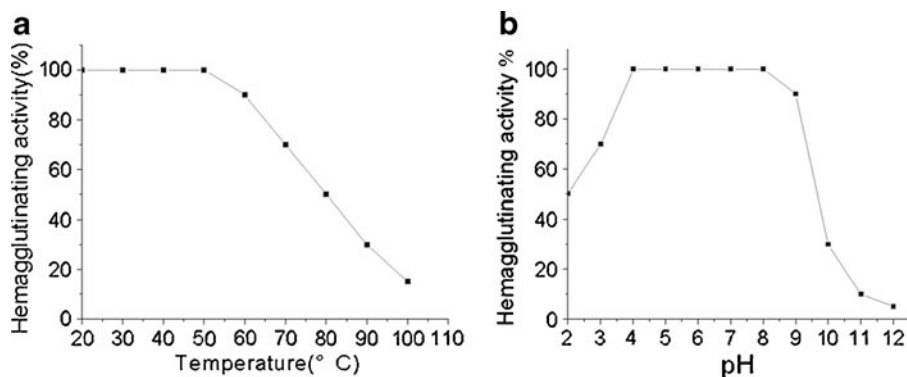 a
Hemagglutinating activity(%)
100
80
60
40
20
0
20 30 40 50 60 70 80 90 100 110
Temperature(° C)
b
Hemagglutinating activity %
100
80
60
40
20
0
2 3 4 5 6 7 8 9 10 11 12
pH